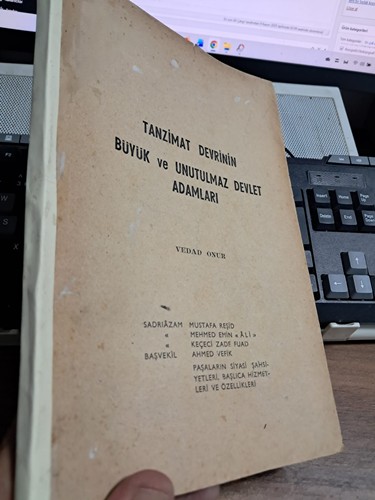 TANZİMAT DEVRİNİN
BÜYÜK ve UNUTULMAZ DEVLET
ADAMLARI
VEDAD ONUR
SADRIÂZAM MUSTAFA REŞİD
« MEHMED EMİN «ÂLİ»
« KEÇECİ ZADE FUAD
BAŞVEKİL AHMED VEFİK
PAŞALARIN SİYASİ ŞAHSİ-
YETLERİ, BAŞLICA HİZMET-
LERİ VE ÖZELLİKLERİ